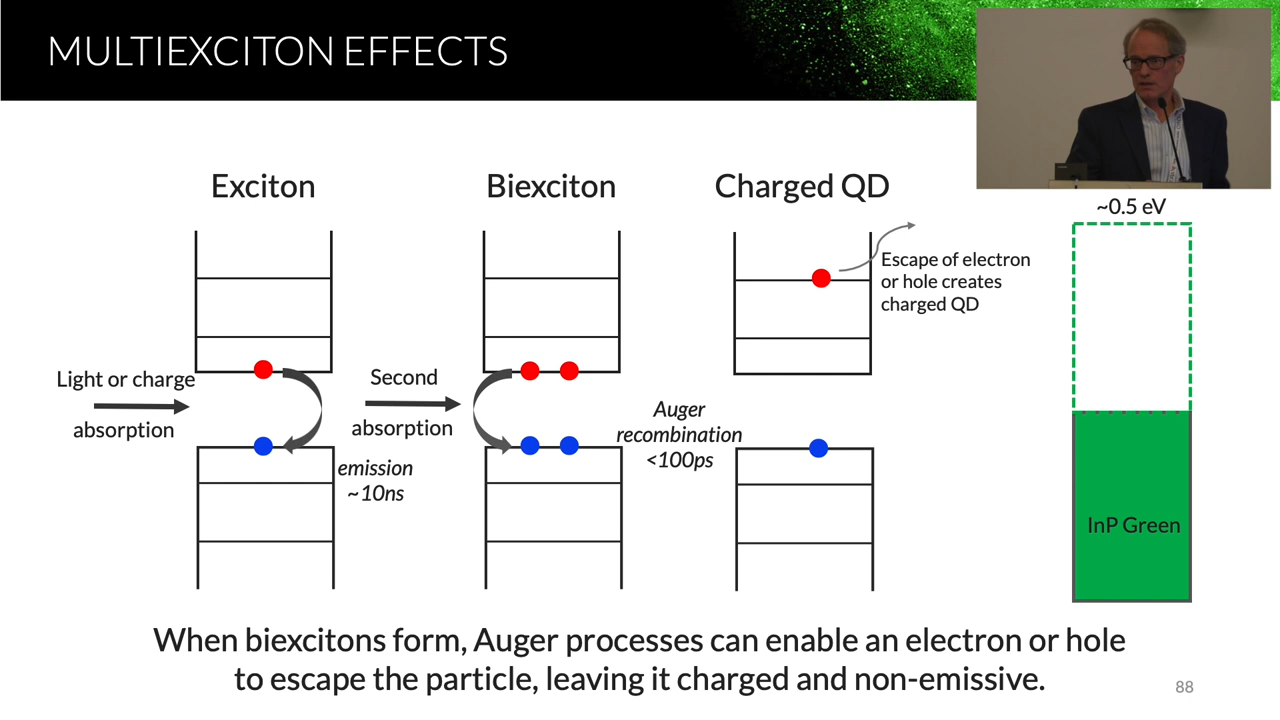 MULTIEXCITON EFFECTS
Exciton
Biexciton
Charged QD
~0.5 eV
Escape of electron
or hole creates
charged QD
Light or charge
absorption
Second
absorption
emission
~10ns
Auger
recombination
<100ps
InP Green
When biexcitons form, Auger processes can enable an electron or hole
to escape the particle, leaving it charged and non-emissive.
88